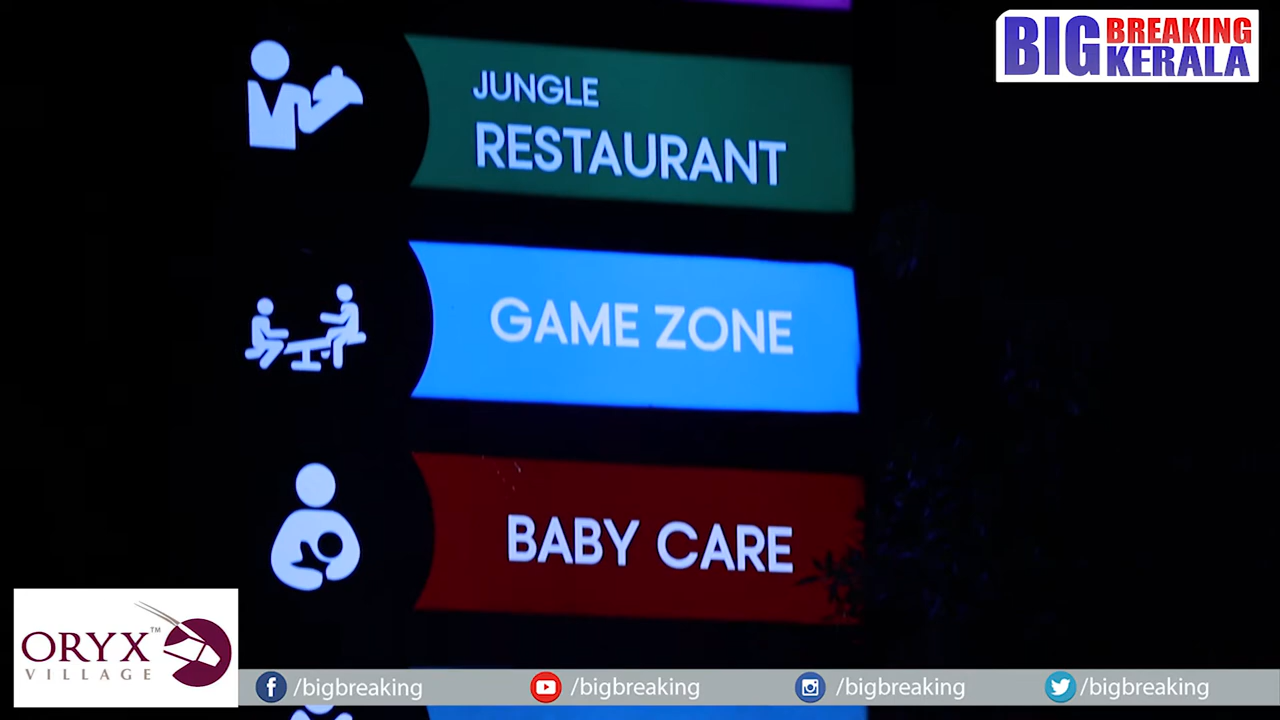 BIG BREAKING
KERALA
JUNGLE
RESTAURANT
GAME ZONE
BABY CARE
ORYX™
VILLAGE
/bigbreaking
/bigbreaking
/bigbreaking
/bigbreaking